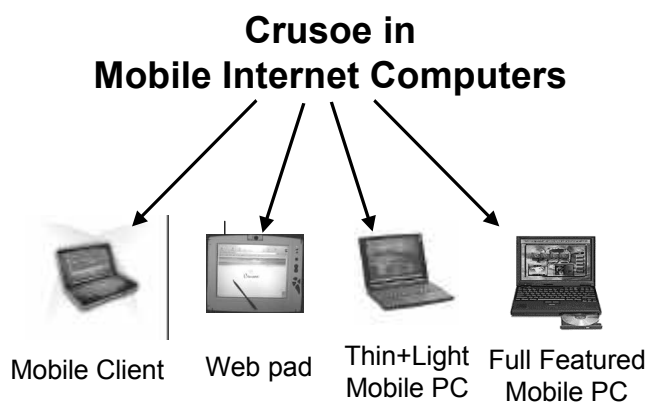 Crusoe in
Mobile Internet Computers
Mobile Client
Web pad
Thin+Light
Mobile PC
Full Featured
Mobile PC